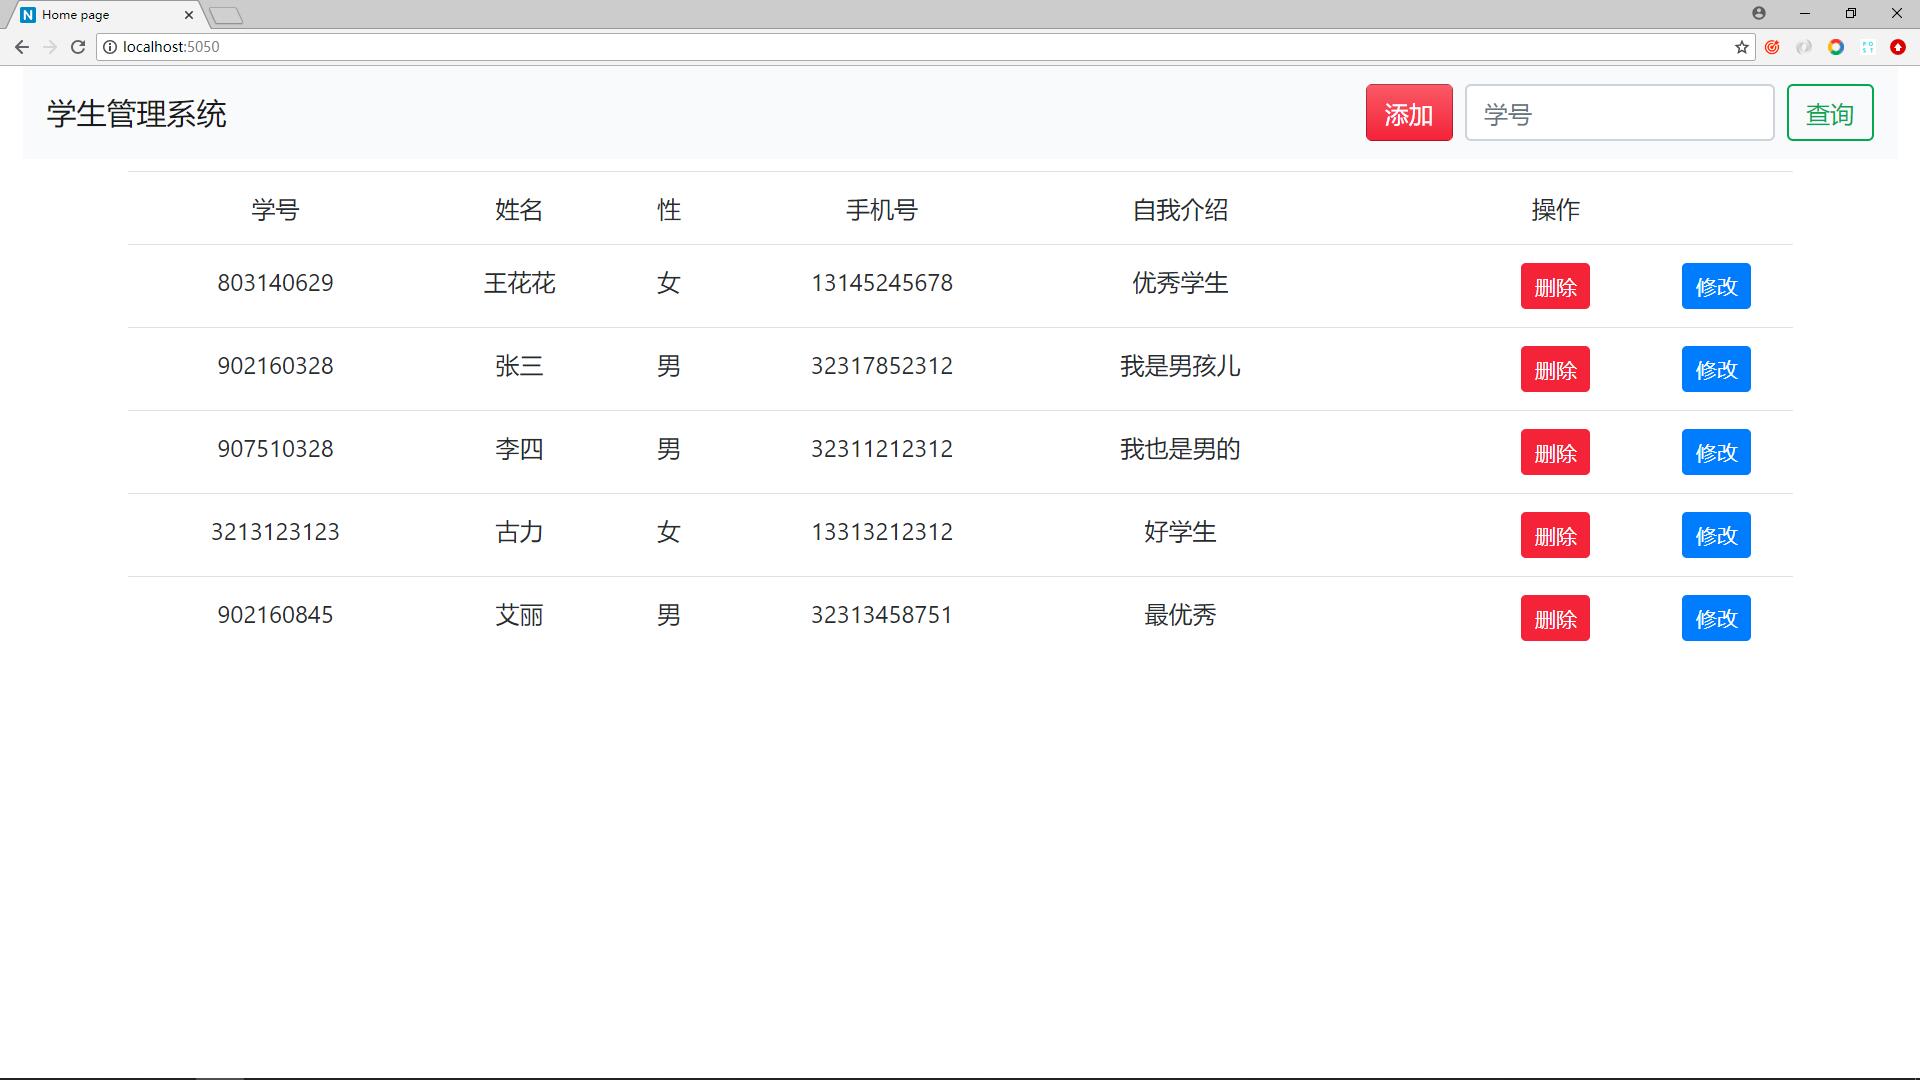 Home page
localhost:5050
学生管理系统 添加 学号 查询
学号 姓名 性 手机号 自我介绍 操作
803140629 王花花 女 13145245678 优秀学生 删除 修改
902160328 张三 男 32317852312 我是男孩儿 删除 修改
907510328 李四 男 32311212312 我也是男的 删除 修改
3213123123 古力 女 13313212312 好学生 删除 修改
902160845 艾丽 男 32313458751 最优秀 删除 修改